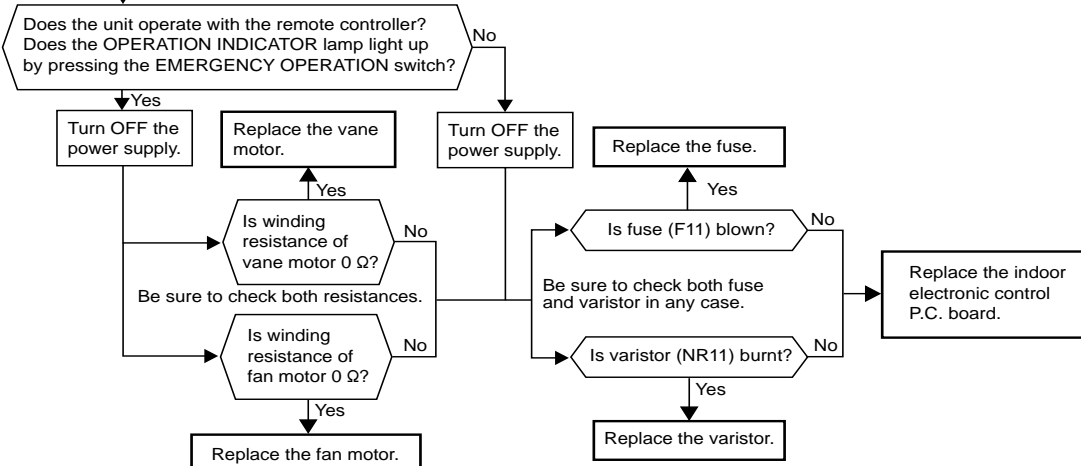 Does the unit operate with the remote controller?
Does the OPERATION INDICATOR lamp light up
by pressing the EMERGENCY OPERATION switch?
No
Yes
Turn OFF the
power supply.
Replace the vane
motor.
Turn OFF the
power supply.
Replace the fuse.
Yes
Yes
Is winding
resistance of
vane motor 0 Ω?
No
Is fuse (F11) blown?
No
Be sure to check both resistances.
Be sure to check both fuse
and varistor in any case.
Replace the indoor
electronic control
P.C. board.
Is winding
resistance of
fan motor 0 Ω?
No
Is varistor (NR11) burnt?
No
Yes
Yes
Replace the fan motor.
Replace the varistor.